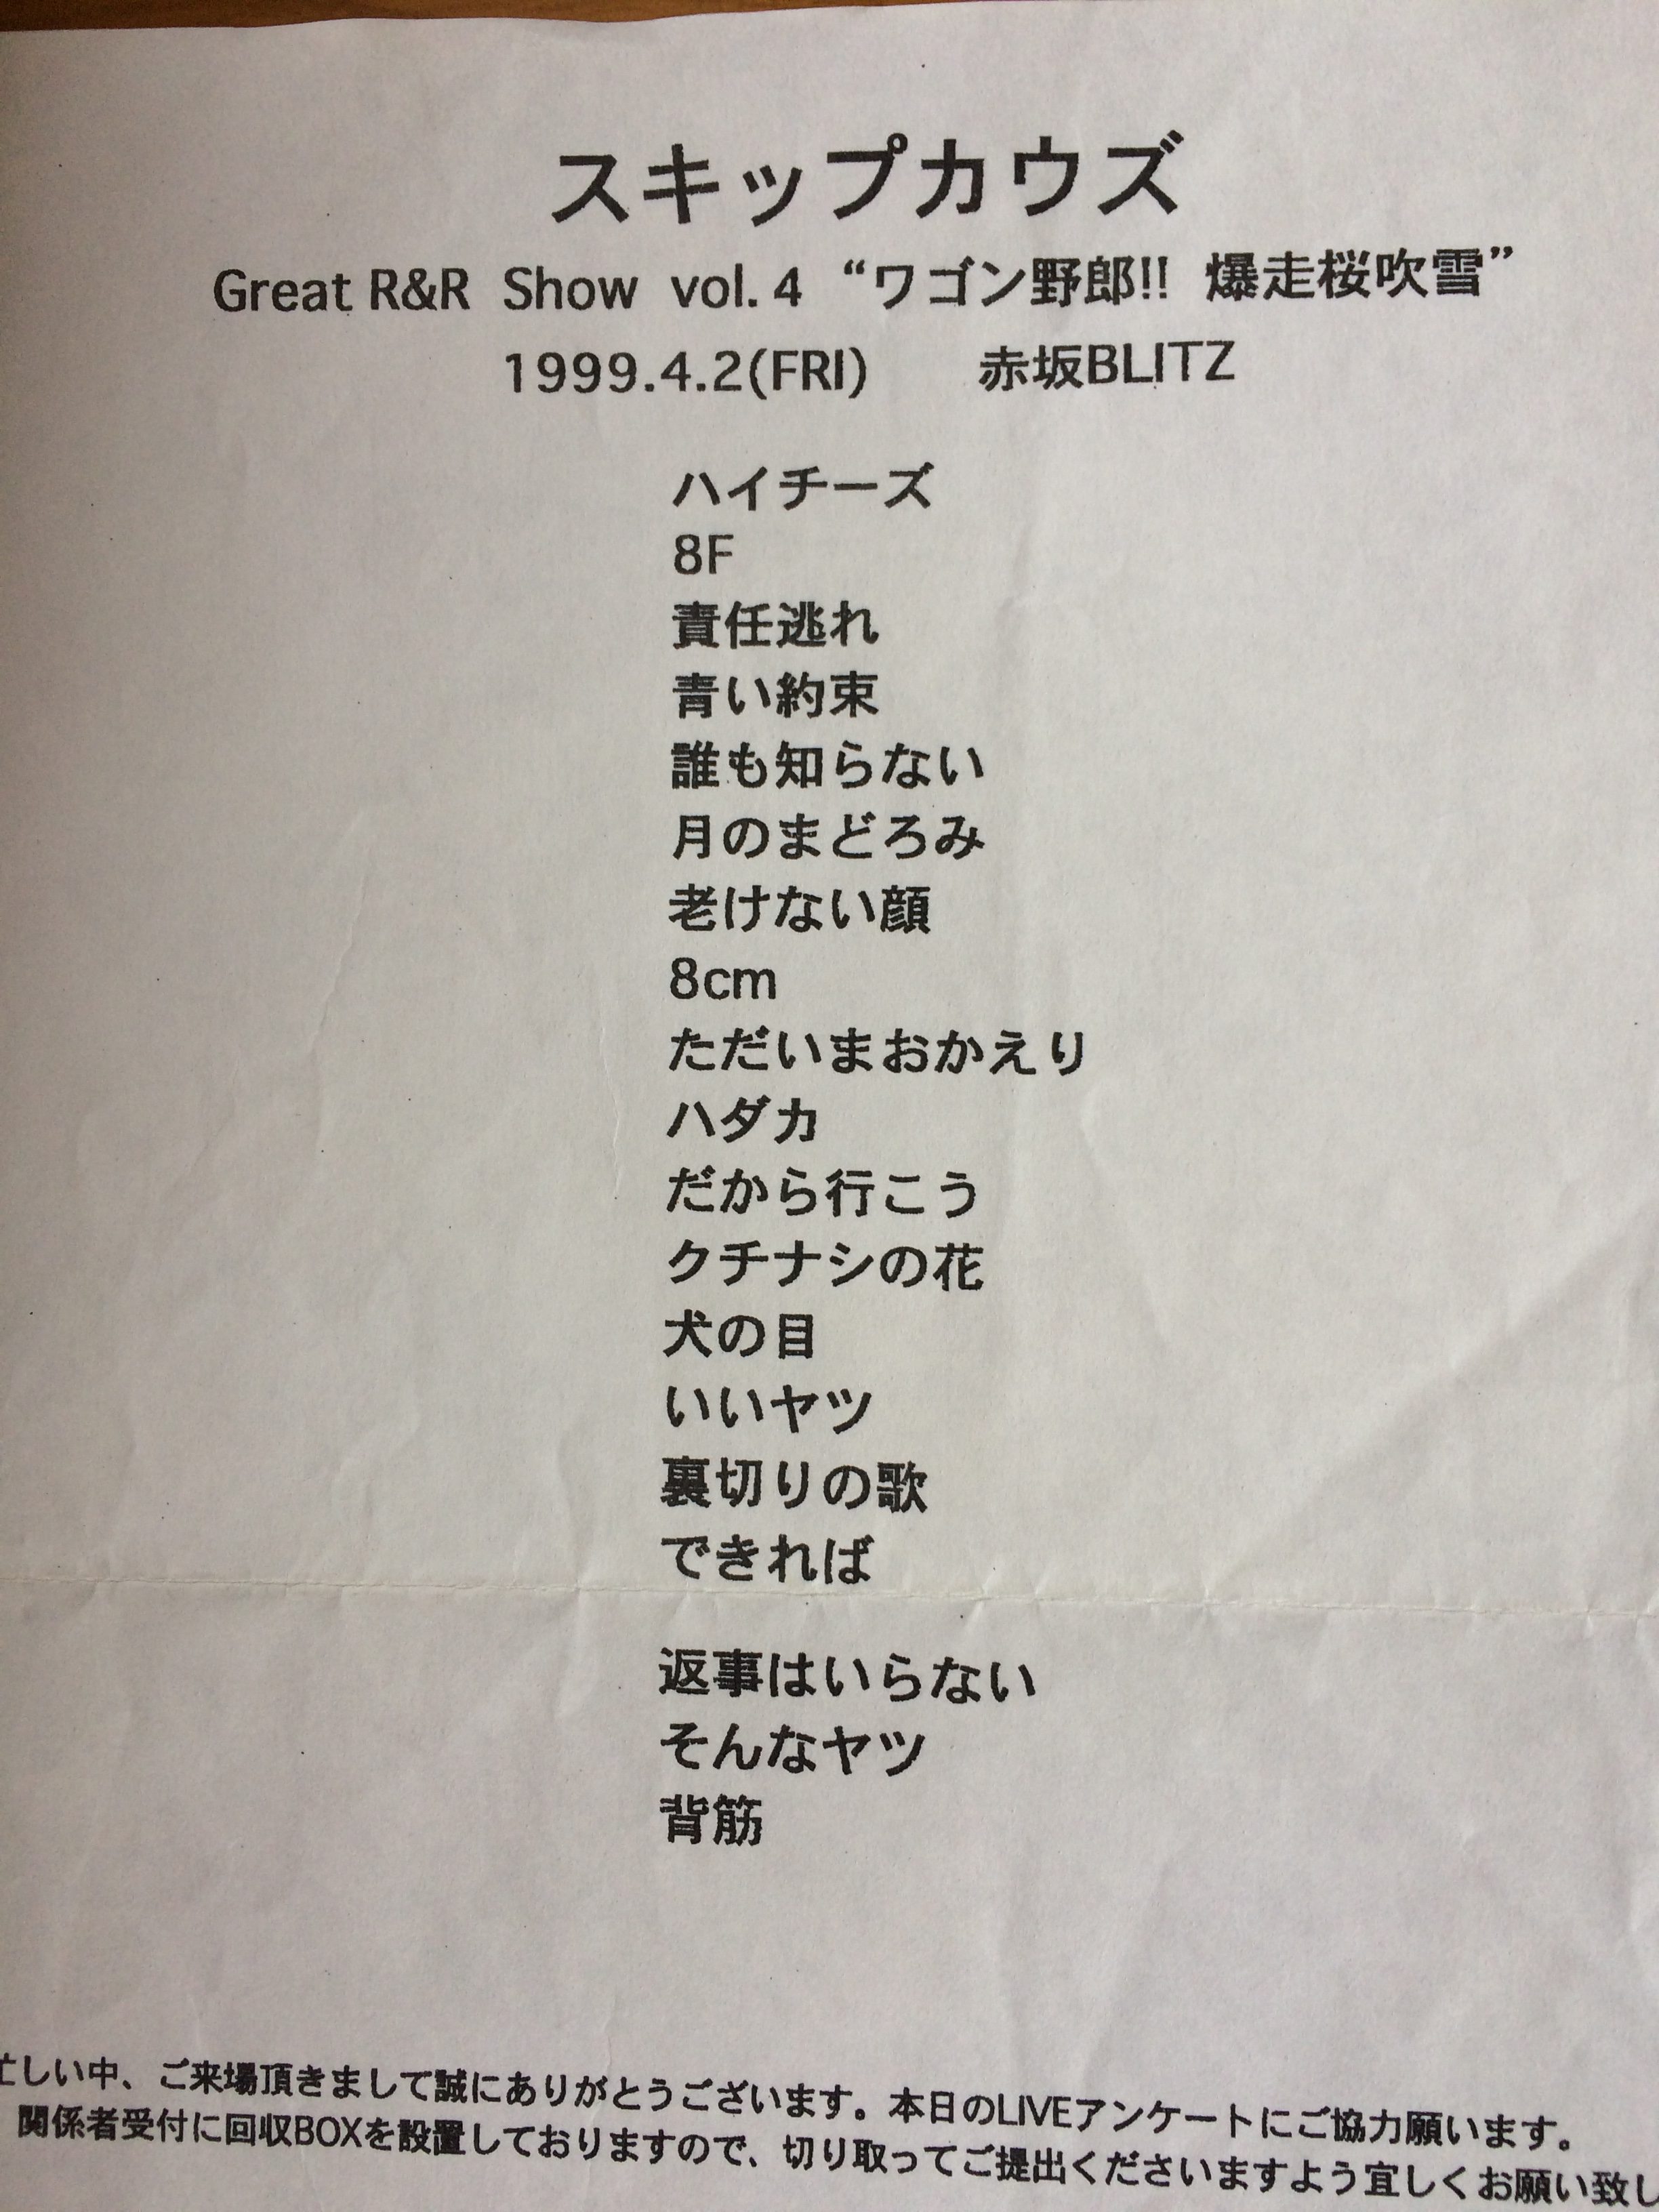 スキップカウズ
Great R&R Show vol. 4 “ワゴン野郎!! 爆走桜吹雪”
1999.4.2(FRI) 赤坂BLITZ
ハイチーズ
8F
責任逃れ
青い約束
誰も知らない
月のまどろみ
老けない顔
8cm
ただいまおかえり
ハダカ
だから行こう
クチナシの花
犬の目
いいヤツ
裏切りの歌
できれば
返事はいらない
そんなヤツ
背筋
忙しい中、ご来場頂きまして誠にありがとうございます。本日のLIVEアンケートにご協力願います。
関係者受付に回収BOXを設置しておりますので、切り取ってご提出くださいますよう宜しくお願い致し